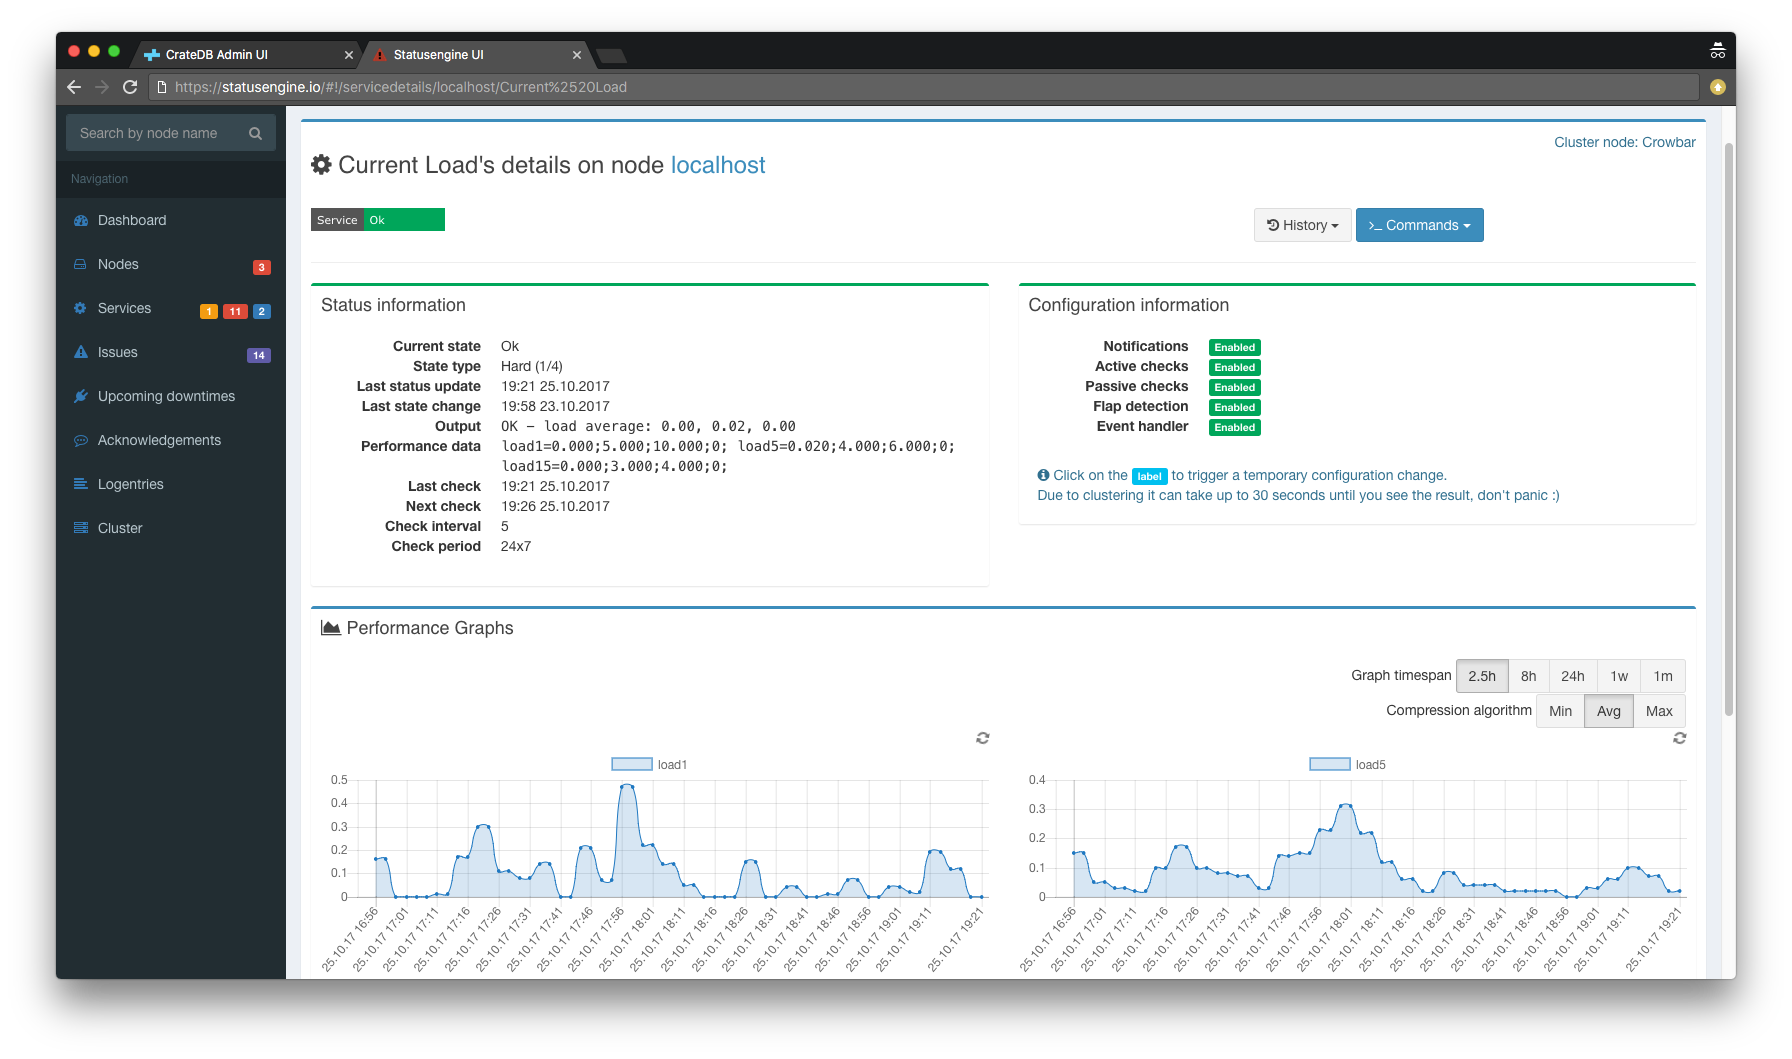 CrateDB Admin UI
Statusengine UI
https://statusengine.io/#!/servicedetails/localhost/Current%2520Load
Search by node name
Navigation
Dashboard
Nodes 3
Services 1 11 2
Issues 14
Upcoming downtimes
Acknowledgements
Logentries
Cluster
Cluster node: Crowbar
Current Load's details on node localhost
Service Ok
History
>_ Commands
Status information
Current state Ok
State type Hard (1/4)
Last status update 19:21 25.10.2017
Last state change 19:58 23.10.2017
Output OK - load average: 0.00, 0.02, 0.00
Performance data load1=0.000;5.000;10.000;0; load5=0.020;4.000;6.000;0;
load15=0.000;3.000;4.000;0;
Last check 19:21 25.10.2017
Next check 19:26 25.10.2017
Check interval 5
Check period 24x7
Configuration information
Notifications Enabled
Active checks Enabled
Passive checks Enabled
Flap detection Enabled
Event handler Enabled
Click on the label to trigger a temporary configuration change.
Due to clustering it can take up to 30 seconds until you see the result, don't panic :)
Performance Graphs
Graph timespan 2.5h 8h 24h 1w 1m
Compression algorithm Min Avg Max
load1
0.5
0.4
0.3
0.2
0.1
0
25.10.17 16:56
25.10.17 17:01
25.10.17 17:11
25.10.17 17:16
25.10.17 17:26
25.10.17 17:31
25.10.17 17:41
25.10.17 17:46
25.10.17 17:56
25.10.17 18:01
25.10.17 18:11
25.10.17 18:16
25.10.17 18:26
25.10.17 18:31
25.10.17 18:41
25.10.17 18:46
25.10.17 18:56
25.10.17 19:01
25.10.17 19:11
25.10.17 19:21
load5
0.4
0.3
0.2
0.1
0
25.10.17 16:56
25.10.17 17:01
25.10.17 17:11
25.10.17 17:16
25.10.17 17:26
25.10.17 17:31
25.10.17 17:41
25.10.17 17:46
25.10.17 17:56
25.10.17 18:01
25.10.17 18:11
25.10.17 18:16
25.10.17 18:26
25.10.17 18:31
25.10.17 18:41
25.10.17 18:46
25.10.17 18:56
25.10.17 19:01
25.10.17 19:11
25.10.17 19:21